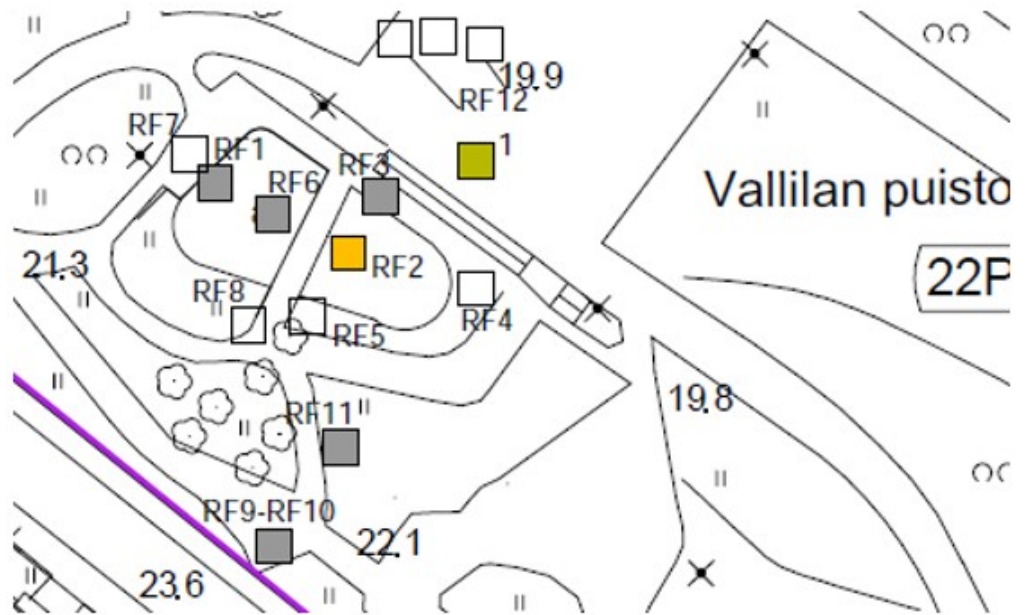 19.9
RF12
RF7
RF1
RF3
1
RF6
Vallilan puisto
21.3
RF2
22P
RF8
RF4
RF5
19.8
RF11
RF9-RF10
22.1
23.6